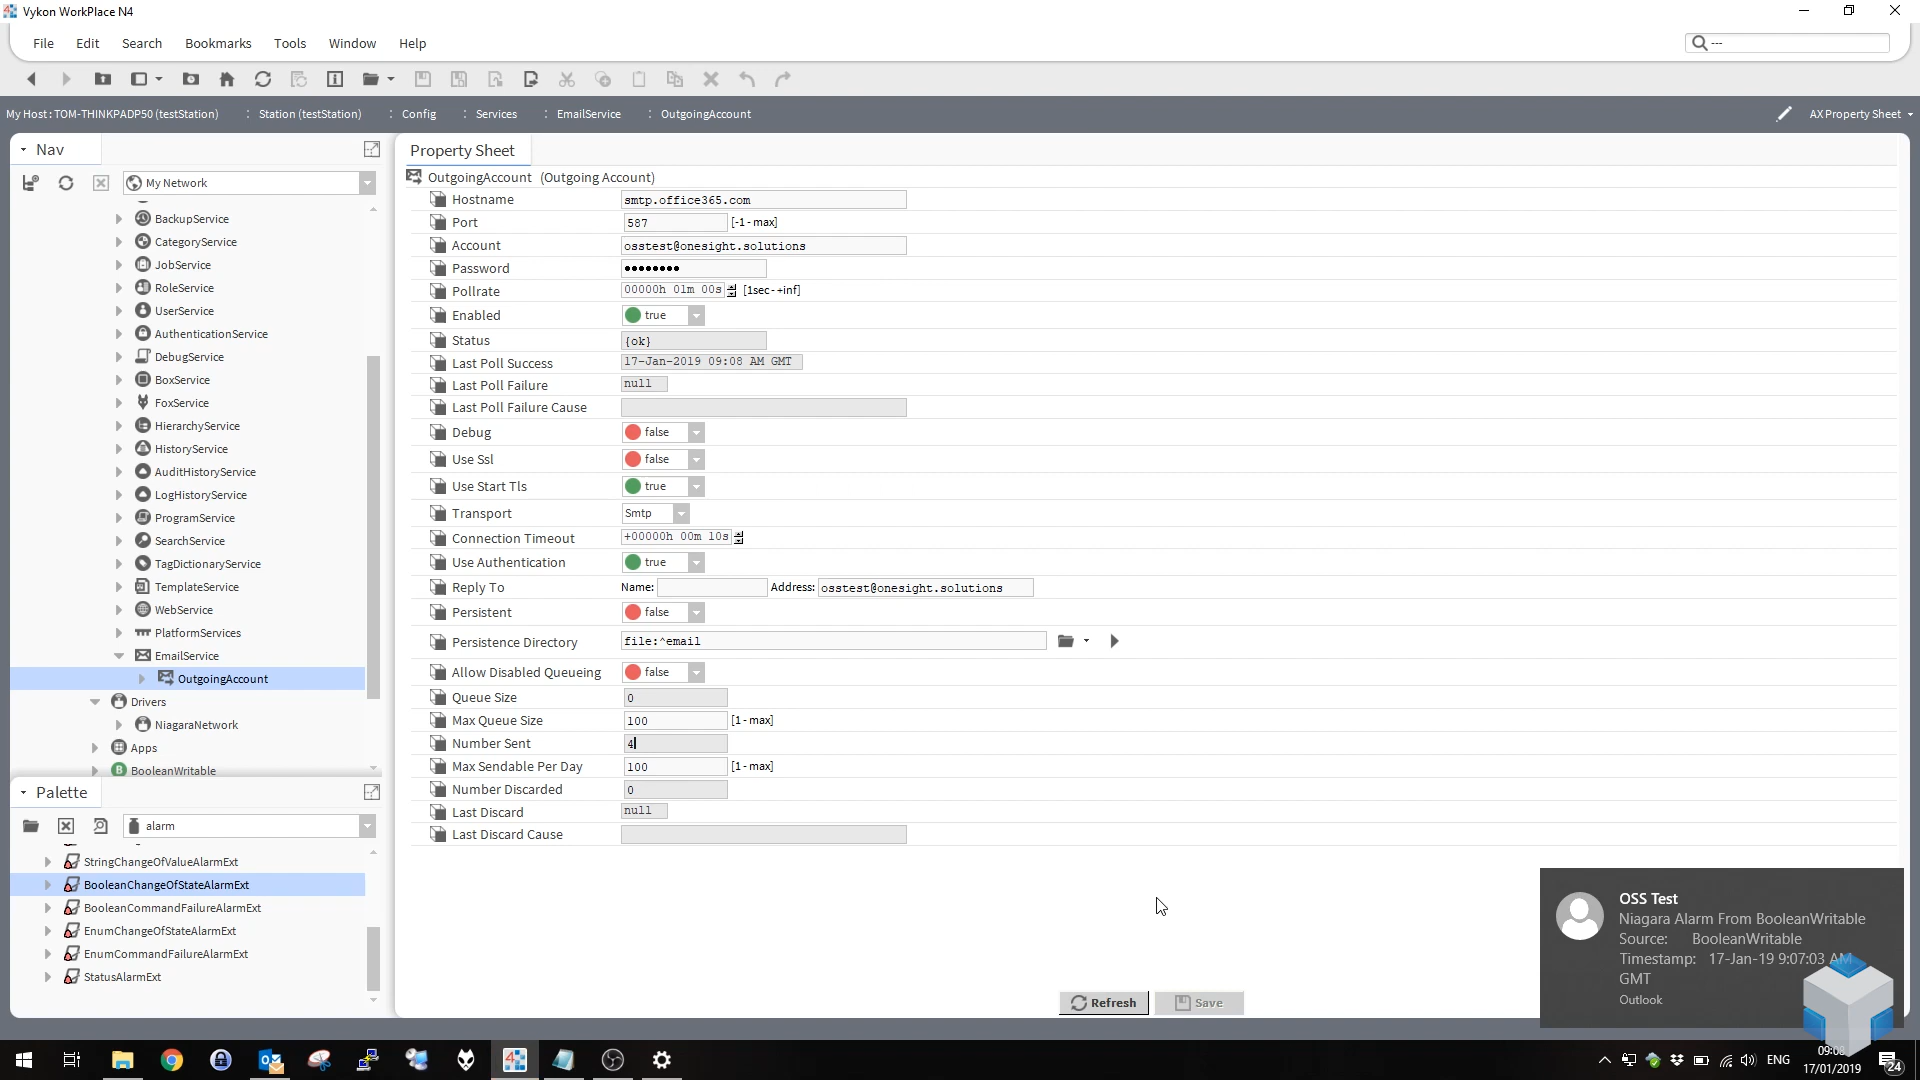 Vykon WorkPlace N4
File Edit Search Bookmarks Tools Window Help
---
My Host : TOM-THINKPADP50 (testStation) : Station (testStation) : Config : Services : EmailService : OutgoingAccount AX Property Sheet
Nav
My Network
BackupService
CategoryService
JobService
RoleService
UserService
AuthenticationService
DebugService
BoxService
FoxService
HierarchyService
HistoryService
AuditHistoryService
LogHistoryService
ProgramService
SearchService
TagDictionaryService
TemplateService
WebService
PlatformServices
EmailService
OutgoingAccount
Drivers
NiagaraNetwork
Apps
BooleanWritable
Palette
alarm
StringChangeOfValueAlarmExt
BooleanChangeOfStateAlarmExt
BooleanCommandFailureAlarmExt
EnumChangeOfStateAlarmExt
EnumCommandFailureAlarmExt
StatusAlarmExt
Property Sheet
OutgoingAccount (Outgoing Account)
Hostname smtp.office365.com
Port 587 [-1 - max]
Account osstest@onesight.solutions
Password ●●●●●●●●
Pollrate 00000h 01m 00s [1sec - +inf]
Enabled true
Status {ok}
Last Poll Success 17-Jan-2019 09:08 AM GMT
Last Poll Failure null
Last Poll Failure Cause
Debug false
Use Ssl false
Use Start Tls true
Transport Smtp
Connection Timeout +00000h 00m 10s
Use Authentication true
Reply To Name: Address: osstest@onesight.solutions
Persistent false
Persistence Directory file:^email
Allow Disabled Queueing false
Queue Size 0
Max Queue Size 100 [1 - max]
Number Sent 4
Max Sendable Per Day 100 [1 - max]
Number Discarded 0
Last Discard null
Last Discard Cause
Refresh Save
OSS Test
Niagara Alarm From BooleanWritable
Source: BooleanWritable
Timestamp: 17-Jan-19 9:07:03 AM
GMT
Outlook
ENG
09:08
17/01/2019
24